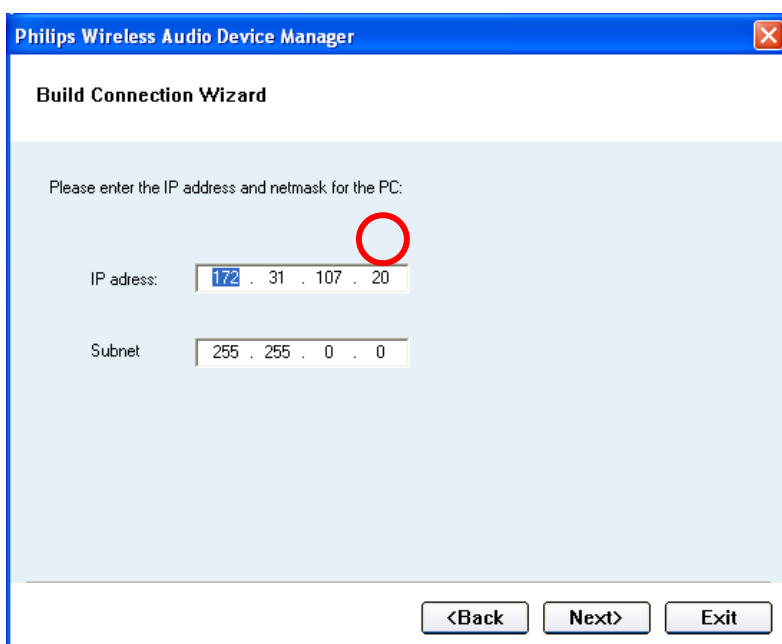 Philips Wireless Audio Device Manager
Build Connection Wizard
Please enter the IP address and netmask for the PC:
IP adress: 172 . 31 . 107 . 20
Subnet 255 . 255 . 0 . 0
<Back Next> Exit